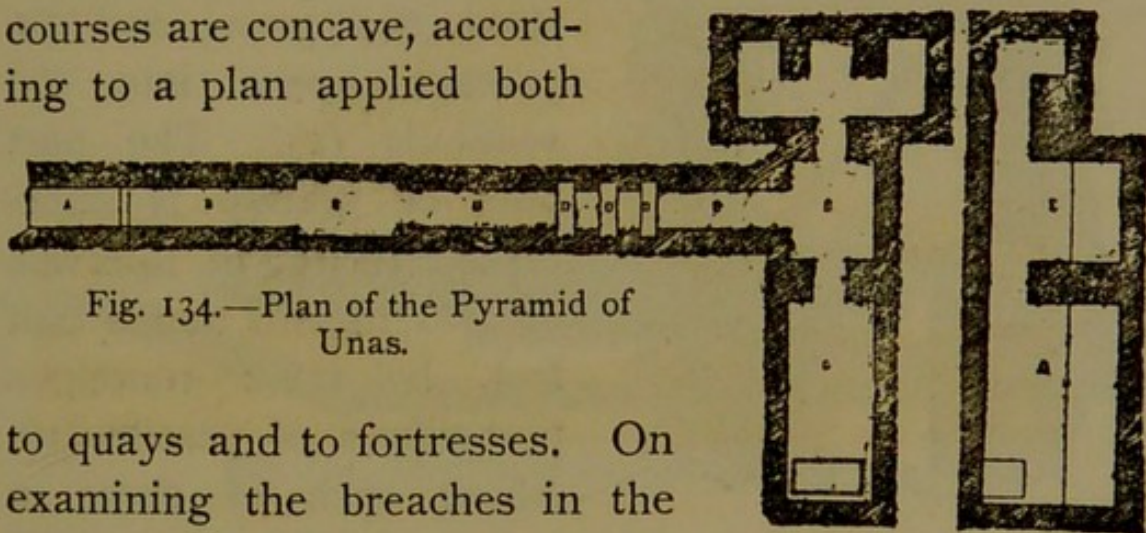 courses are concave, accord-
ing to a plan applied both
A B D D D F E
E
Fig. 134.—Plan of the Pyramid of
Unas.
to quays and to fortresses. On
examining the breaches in the